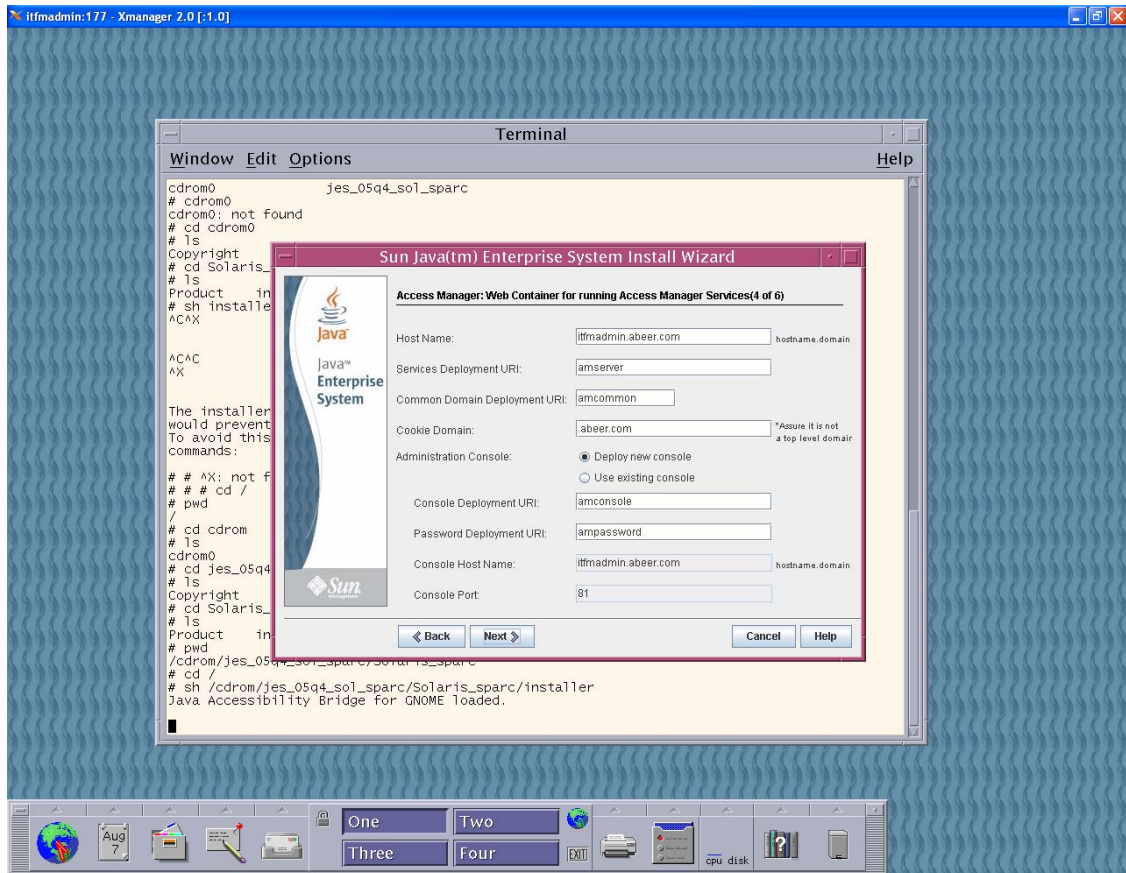 itfmadmin:177 - Xmanager 2.0 [:1.0]
Terminal
Window Edit Options Help
cdrom0 jes_05q4_sol_sparc
# cdrom0
cdrom0: not found
# cd cdrom0
# ls
Copyright
# cd Solaris_
# ls
Product in
# sh installe
^C^X
^C^C
^X
The installer
would prevent
To avoid this
commands:
# # ^X: not f
# # # cd /
# pwd
/
# cd cdrom
# ls
cdrom0
# cd jes_05q4
# ls
Copyright
# cd Solaris_
# ls
Product in
# pwd
/cdrom/jes_05q4_sol_sparc/Solaris_sparc
# cd /
# sh /cdrom/jes_05q4_sol_sparc/Solaris_sparc/installer
Java Accessibility Bridge for GNOME loaded.
Sun Java(tm) Enterprise System Install Wizard
Java
Java™
Enterprise
System
Sun
Access Manager: Web Container for running Access Manager Services(4 of 6)
Host Name: itfmadmin.abeer.com hostname.domain
Services Deployment URI: amserver
Common Domain Deployment URI: amcommon
Cookie Domain: .abeer.com *Assure it is not
a top level domain
Administration Console: Deploy new console
Use existing console
Console Deployment URI: amconsole
Password Deployment URI: ampassword
Console Host Name: itfmadmin.abeer.com hostname.domain
Console Port: 81
Back Next Cancel Help
Aug
7
One Two
Three Four
EXIT
cpu disk